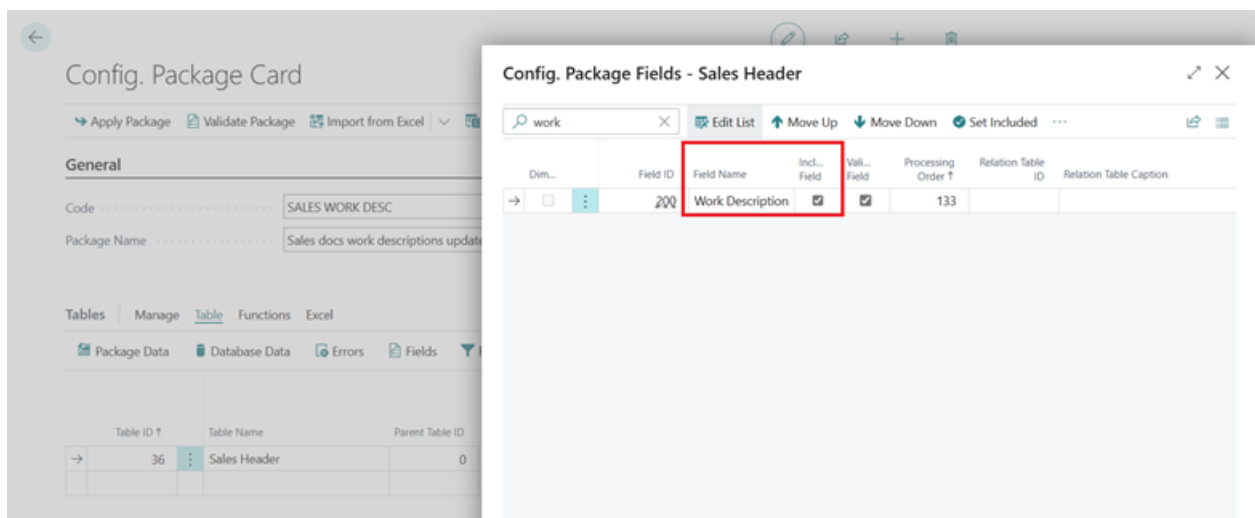 Config. Package Card
Apply Package Validate Package Import from Excel
General
Code SALES WORK DESC
Package Name Sales docs work descriptions update
Tables Manage Table Functions Excel
Package Data Database Data Errors Fields
Table ID ↑ Table Name Parent Table ID
36 Sales Header 0
Config. Package Fields - Sales Header
work Edit List Move Up Move Down Set Included ...
Dim... Field ID Field Name Incl... Field Vali... Field Processing Order ↑ Relation Table ID Relation Table Caption
200 Work Description 133